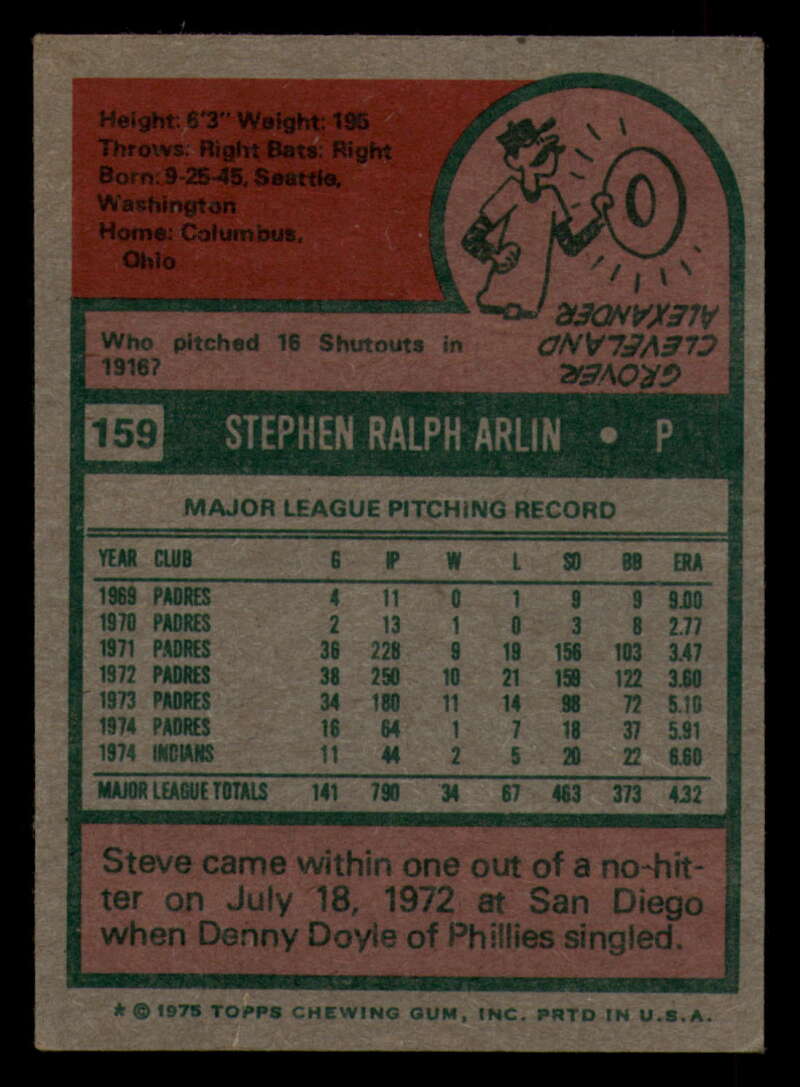 Height: 6'3" Weight: 195
Throws: Right Bats: Right
Born: 9-25-45, Seattle,
Washington
Home: Columbus,
Ohio
O
Who pitched 16 Shutouts in
1916?
GROVER
CLEVELAND
ALEXANDER
159 STEPHEN RALPH ARLIN • P
MAJOR LEAGUE PITCHING RECORD
YEAR CLUB G IP W L SO BB ERA
1969 PADRES 4 11 0 1 9 9 9.00
1970 PADRES 2 13 1 0 3 8 2.77
1971 PADRES 36 228 9 19 156 103 3.47
1972 PADRES 38 250 10 21 159 122 3.60
1973 PADRES 34 180 11 14 98 72 5.10
1974 PADRES 16 64 1 7 18 37 5.91
1974 INDIANS 11 44 2 5 20 22 6.60
MAJOR LEAGUE TOTALS 141 790 34 67 463 373 4.32
Steve came within one out of a no-hit-
ter on July 18, 1972 at San Diego
when Denny Doyle of Phillies singled.
* © 1975 TOPPS CHEWING GUM, INC. PRTD IN U.S.A.